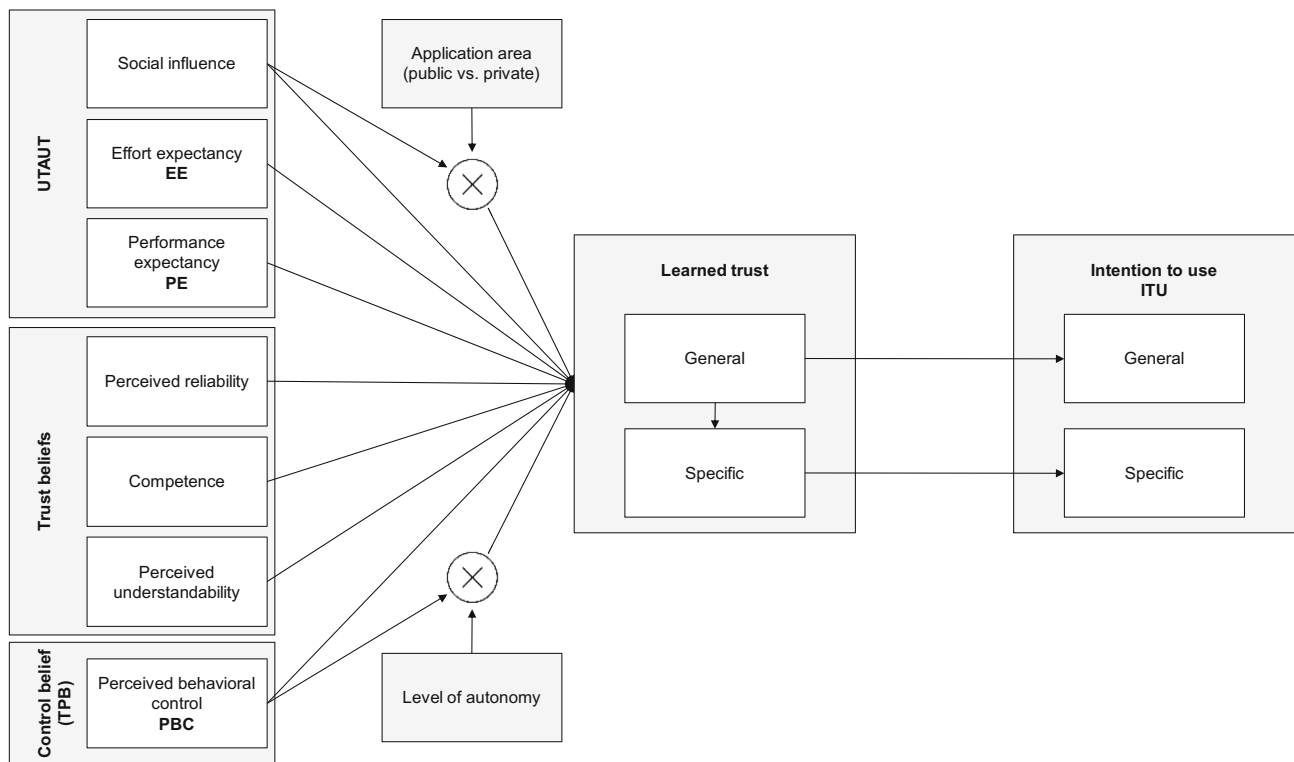 UTAUT
Social influence
Effort expectancy
EE
Performance
expectancy
PE
Trust beliefs
Perceived reliability
Competence
Perceived
understandability
Control belief
(TPB)
Perceived behavioral
control
PBC
Application area
(public vs. private)
Level of autonomy
Learned trust
General
Specific
Intention to use
ITU
General
Specific